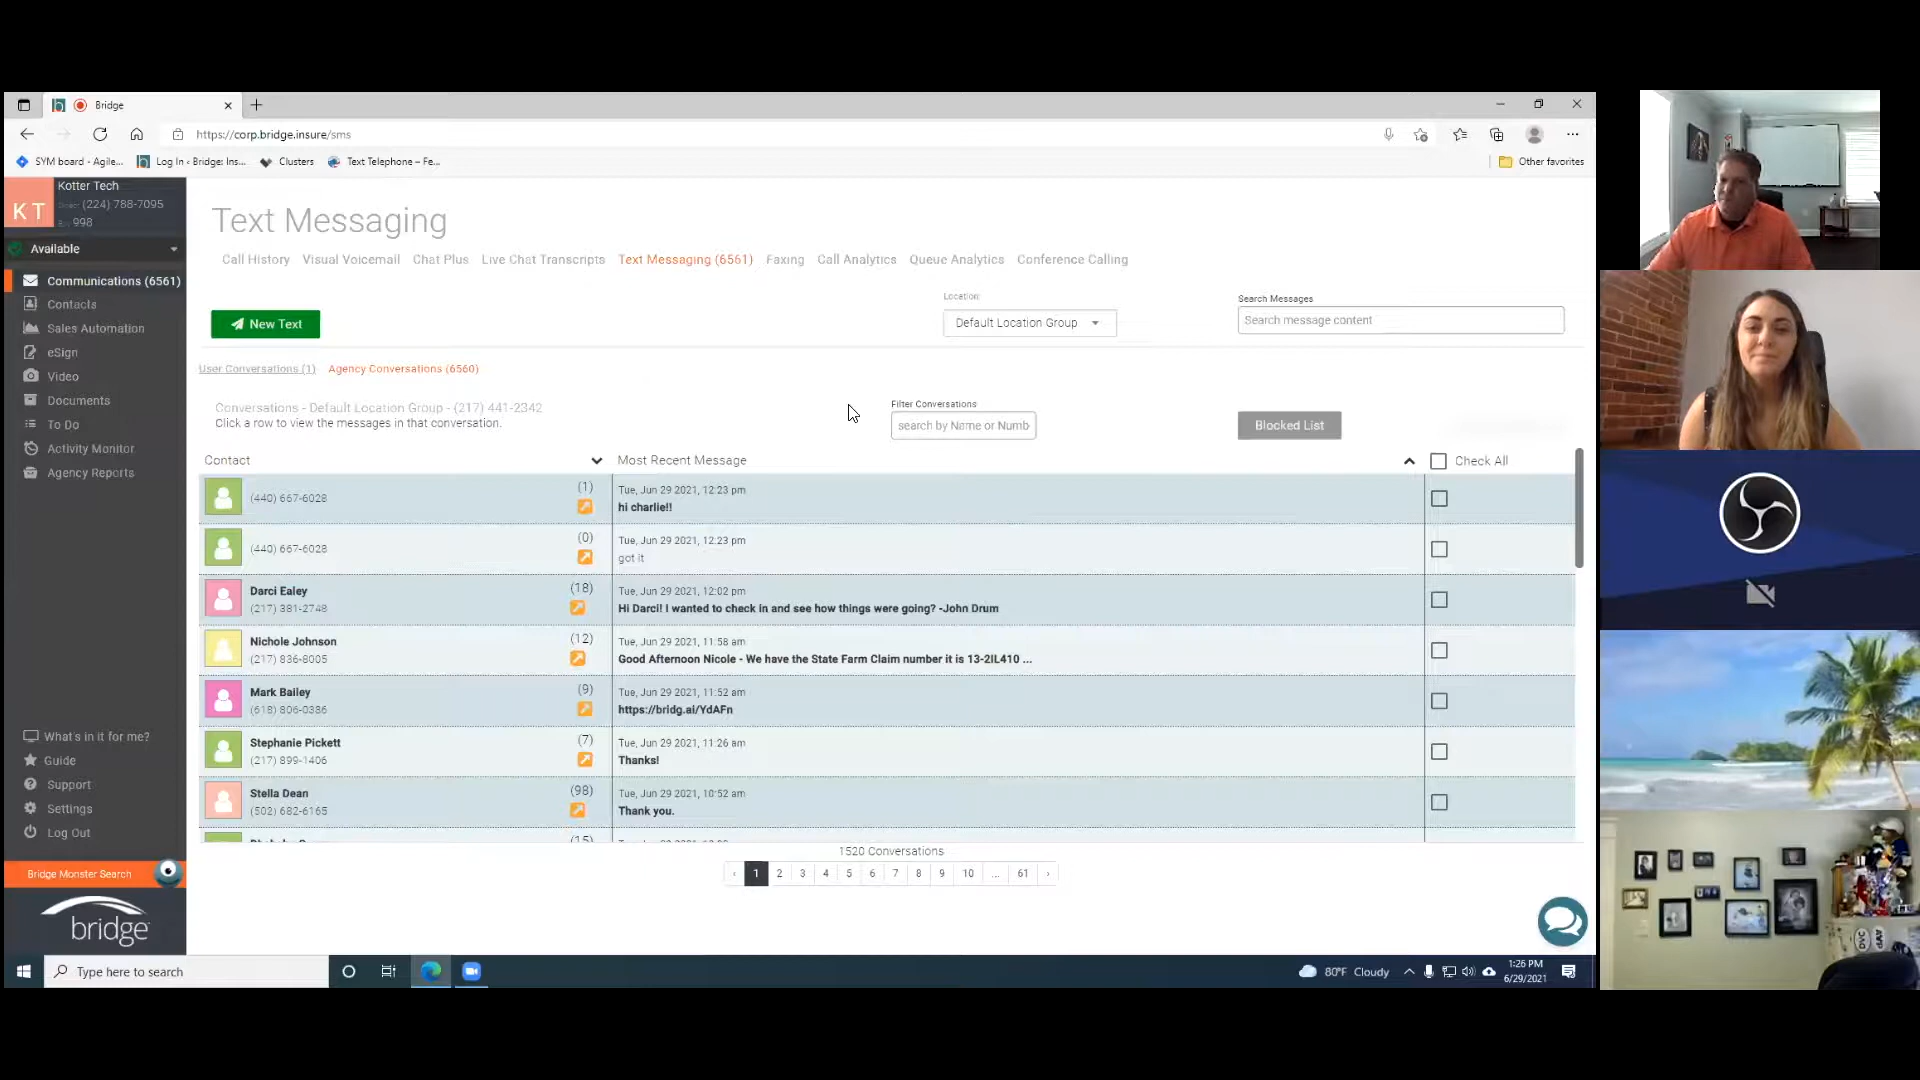 Bridge
https://corp.bridge.insure/sms
SYM board - Agile...
Log In ‹ Bridge: Ins...
Clusters
Text Telephone – Fe...
Other favorites
Kotter Tech
(224) 788-7095
998
KT
Available
Communications (6561)
Contacts
Sales Automation
eSign
Video
Documents
To Do
Activity Monitor
Agency Reports
What's in it for me?
Guide
Support
Settings
Log Out
Bridge Monster Search
bridge
Text Messaging
Call History Visual Voicemail Chat Plus Live Chat Transcripts Text Messaging (6561) Faxing Call Analytics Queue Analytics Conference Calling
New Text
Location:
Default Location Group
Search Messages
Search message content
User Conversations (1) Agency Conversations (6560)
Conversations - Default Location Group - (217) 441-2342
Click a row to view the messages in that conversation.
Filter Conversations
search by Name or Numb
Blocked List
Contact
Most Recent Message
Check All
(440) 667-6028
(1)
Tue, Jun 29 2021, 12:23 pm
hi charlie!!
(440) 667-6028
(0)
Tue, Jun 29 2021, 12:23 pm
got it
Darci Ealey
(217) 381-2748
(18)
Tue, Jun 29 2021, 12:02 pm
Hi Darci! I wanted to check in and see how things were going? -John Drum
Nichole Johnson
(217) 836-8005
(12)
Tue, Jun 29 2021, 11:58 am
Good Afternoon Nicole - We have the State Farm Claim number it is 13-2IL410 ...
Mark Bailey
(618) 806-0386
(9)
Tue, Jun 29 2021, 11:52 am
https://bridg.ai/YdAFn
Stephanie Pickett
(217) 899-1406
(7)
Tue, Jun 29 2021, 11:26 am
Thanks!
Stella Dean
(502) 682-6165
(98)
Tue, Jun 29 2021, 10:52 am
Thank you.
(15)
1520 Conversations
‹ 1 2 3 4 5 6 7 8 9 10 ... 61 ›
Type here to search
80°F Cloudy
1:26 PM
6/29/2021
DVC